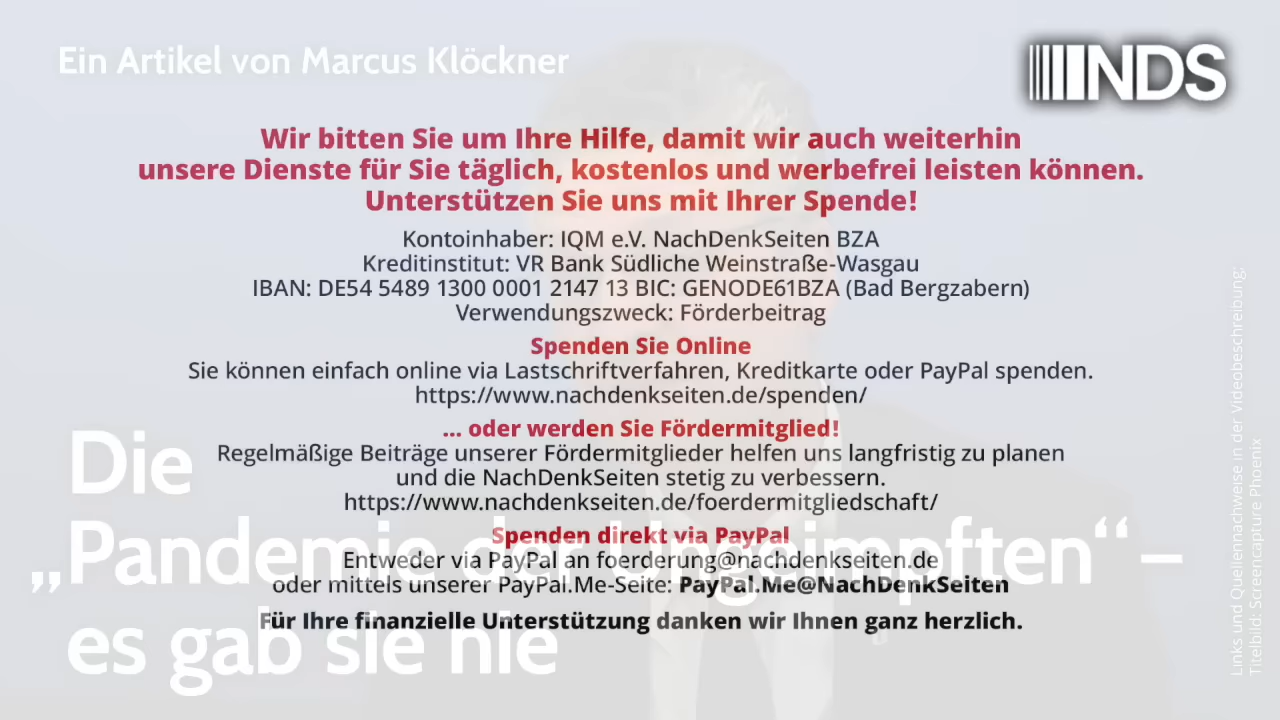 Ein Artikel von Marcus Klöckner
NDS
Wir bitten Sie um Ihre Hilfe, damit wir auch weiterhin
unsere Dienste für Sie täglich, kostenlos und werbefrei leisten können.
Unterstützen Sie uns mit Ihrer Spende!
Kontoinhaber: IQM e.V. NachDenkSeiten BZA
Kreditinstitut: VR Bank Südliche Weinstraße-Wasgau
IBAN: DE54 5489 1300 0001 2147 13 BIC: GENODE61BZA (Bad Bergzabern)
Verwendungszweck: Förderbeitrag
Spenden Sie Online
Sie können einfach online via Lastschriftverfahren, Kreditkarte oder PayPal spenden.
https://www.nachdenkseiten.de/spenden/
... oder werden Sie Fördermitglied!
Regelmäßige Beiträge unserer Fördermitglieder helfen uns langfristig zu planen
und die NachDenkSeiten stetig zu verbessern.
https://www.nachdenkseiten.de/foerdermitgliedschaft/
Spenden direkt via PayPal
Entweder via PayPal an foerderung@nachdenkseiten.de
oder mittels unserer PayPal.Me-Seite: PayPal.Me@NachDenkSeiten
Für Ihre finanzielle Unterstützung danken wir Ihnen ganz herzlich.
Die
„Pandemie der Ungeimpften“ –
es gab sie nie
Links und Quellennachweise in der Videobeschreibung;
Titelbild: Screencapture Phoenix